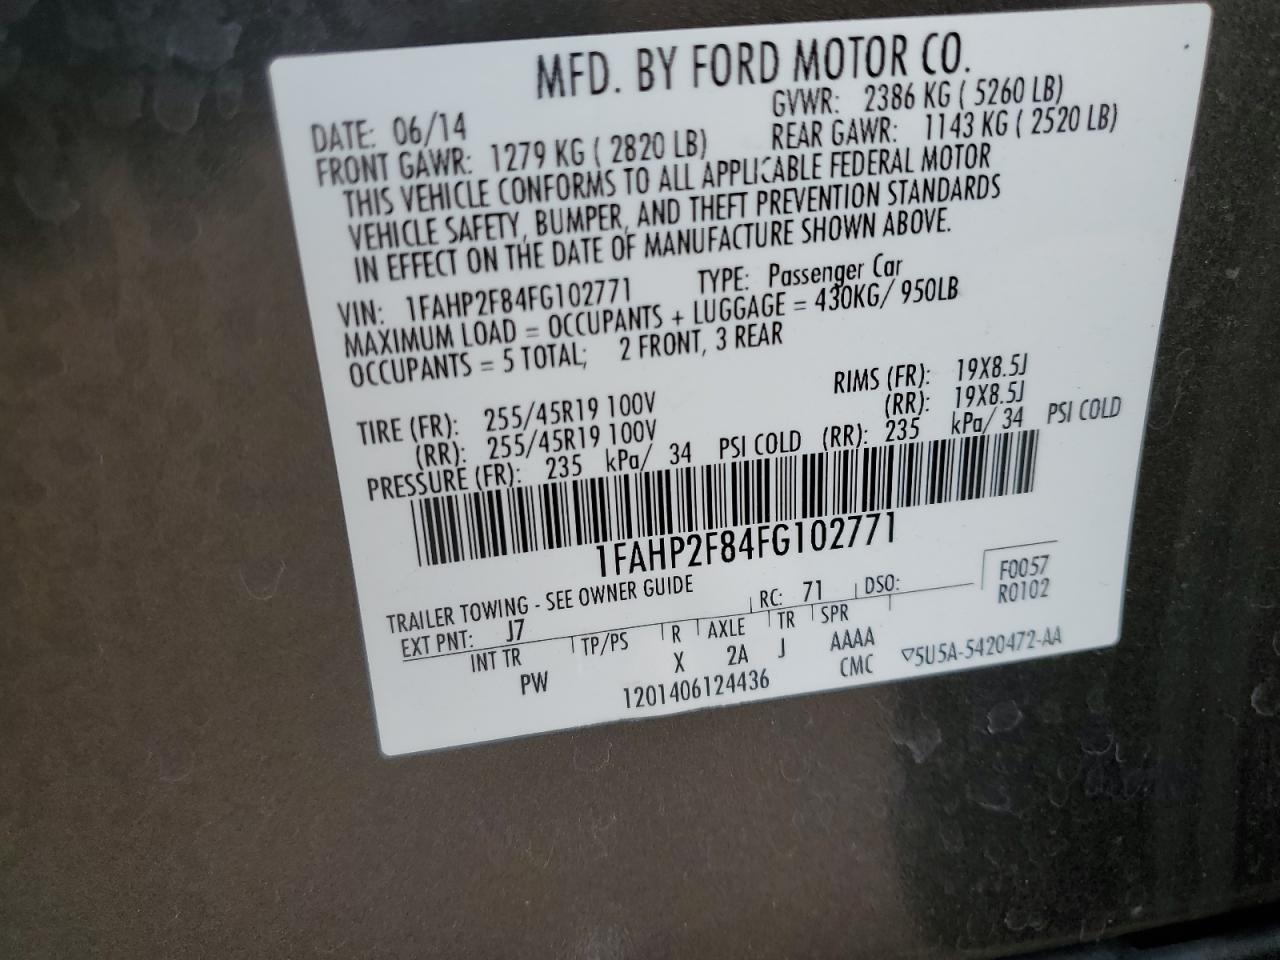 MFD. BY FORD MOTOR CO.
DATE: 06/14 GVWR: 2386 KG ( 5260 LB)
FRONT GAWR: 1279 KG ( 2820 LB) REAR GAWR: 1143 KG ( 2520 LB)
THIS VEHICLE CONFORMS TO ALL APPLICABLE FEDERAL MOTOR
VEHICLE SAFETY, BUMPER, AND THEFT PREVENTION STANDARDS
IN EFFECT ON THE DATE OF MANUFACTURE SHOWN ABOVE.
VIN: 1FAHP2F84FG102771 TYPE: Passenger Car
MAXIMUM LOAD = OCCUPANTS + LUGGAGE = 430KG/ 950LB
OCCUPANTS = 5 TOTAL; 2 FRONT, 3 REAR
TIRE (FR): 255/45R19 100V RIMS (FR): 19X8.5J
(RR): 255/45R19 100V (RR): 19X8.5J
PRESSURE (FR): 235 kPa/ 34 PSI COLD (RR): 235 kPa/ 34 PSI COLD
1FAHP2F84FG102771
TRAILER TOWING - SEE OWNER GUIDE
F0057
R0102
EXT PNT: J7 RC: 71 DSO:
INT TR TP/PS R AXLE TR SPR
PW X 2A J AAAA
1201406124436 CMC ▽5U5A-5420472-AA